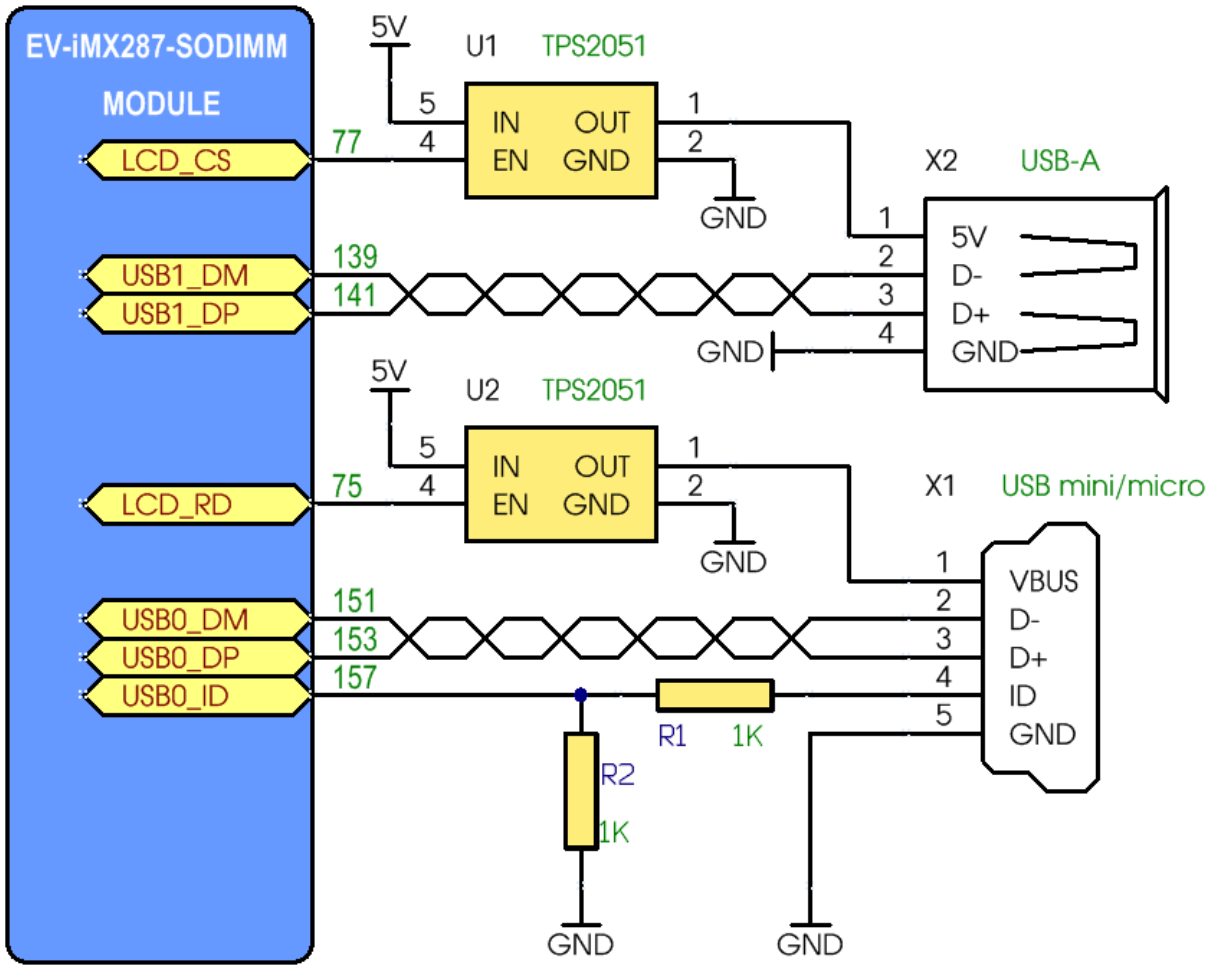 EV-iMX287-SODIMM
MODULE
5V
U1 TPS2051
5 IN OUT 1
LCD_CS 77 4 EN GND 2
GND
X2 USB-A
1 5V
USB1_DM 139 2 D-
USB1_DP 141 3 D+
GND 4 GND
5V
U2 TPS2051
5 IN OUT 1
LCD_RD 75 4 EN GND 2
GND
X1 USB mini/micro
1 VBUS
USB0_DM 151 2 D-
USB0_DP 153 3 D+
USB0_ID 157 4 ID
R1 1K 5 GND
R2
1K
GND GND